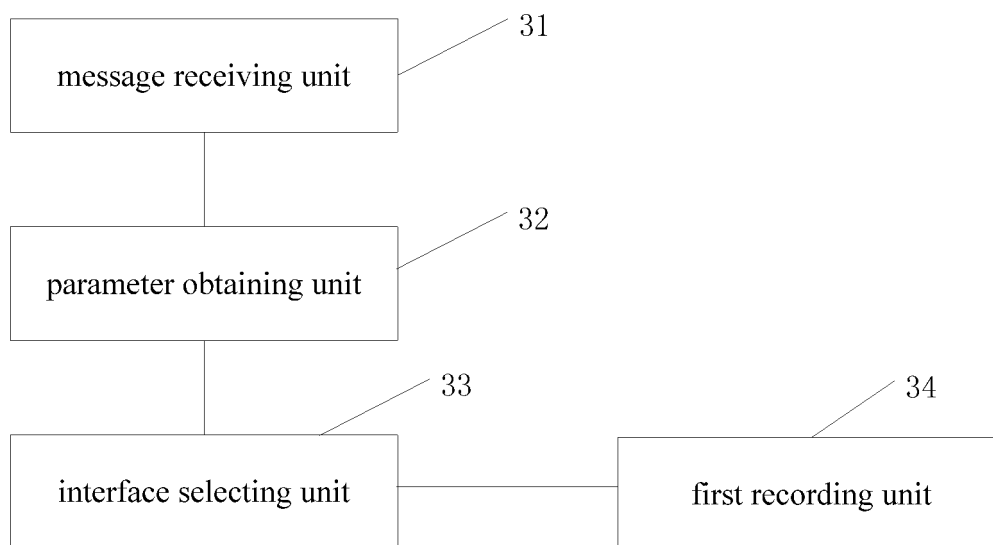 31
message receiving unit
32
parameter obtaining unit
33
34
interface selecting unit
first recording unit